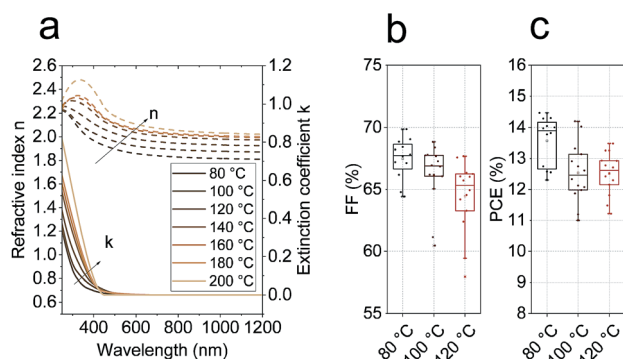 a
b
c
2.6
2.4
2.2
2.0
1.8
1.6
1.4
1.2
1.0
0.8
0.6
Refractive index n
n
k
80 °C
100 °C
120 °C
140 °C
160 °C
180 °C
200 °C
1.2
1.0
0.8
0.6
0.4
0.2
0.0
Extinction coefficient k
400
600
800
1000
1200
Wavelength (nm)
75
70
65
60
55
FF (%)
80 °C
100 °C
120 °C
16
15
14
13
12
11
10
9
8
PCE (%)
80 °C
100 °C
120 °C